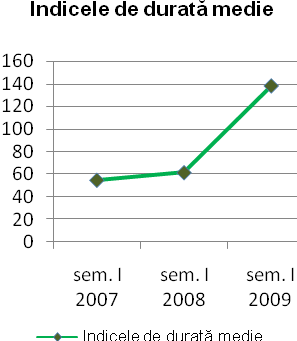 Indicele de durată medie
160
140
120
100
80
60
40
20
0
sem. I sem. I sem. I
2007 2008 2009
Indicele de durată medie